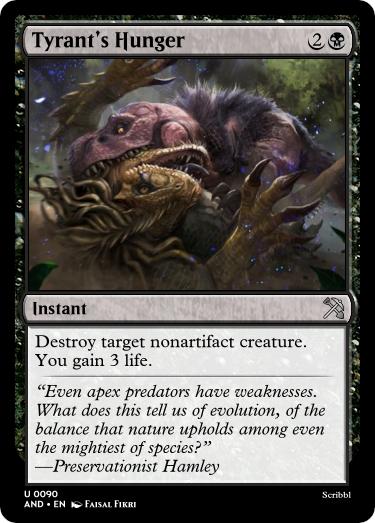 Tyrant's Hunger 2
Instant
Destroy target nonartifact creature.
You gain 3 life.
"Even apex predators have weaknesses.
What does this tell us of evolution, of the
balance that nature upholds among even
the mightiest of species?"
—Preservationist Hamley
U 0090
Scribbl
AND • EN Faisal Fikri